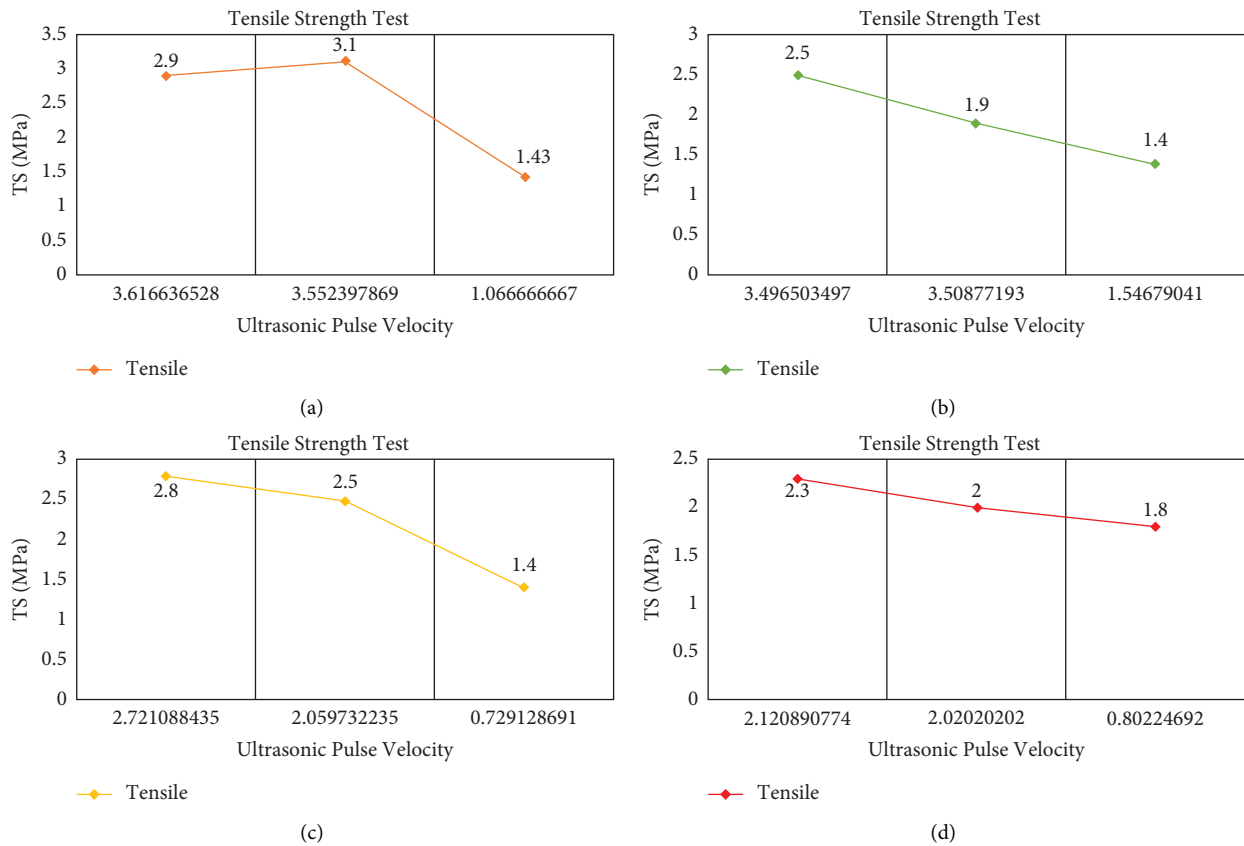 Tensile Strength Test
3.5
3
2.5
2
1.5
1
0.5
0
TS (MPa)
2.9
3.1
1.43
3.616636528 3.552397869 1.066666667
Ultrasonic Pulse Velocity
Tensile
(a)
Tensile Strength Test
3
2.5
2
1.5
1
0.5
0
TS (MPa)
2.5
1.9
1.4
3.496503497 3.50877193 1.54679041
Ultrasonic Pulse Velocity
Tensile
(b)
Tensile Strength Test
3
2.5
2
1.5
1
0.5
0
TS (MPa)
2.8
2.5
1.4
2.721088435 2.059732235 0.729128691
Ultrasonic Pulse Velocity
Tensile
(c)
Tensile Strength Test
2.5
2
1.5
1
0.5
0
TS (MPa)
2.3
2
1.8
2.120890774 2.02020202 0.80224692
Ultrasonic Pulse Velocity
Tensile
(d)